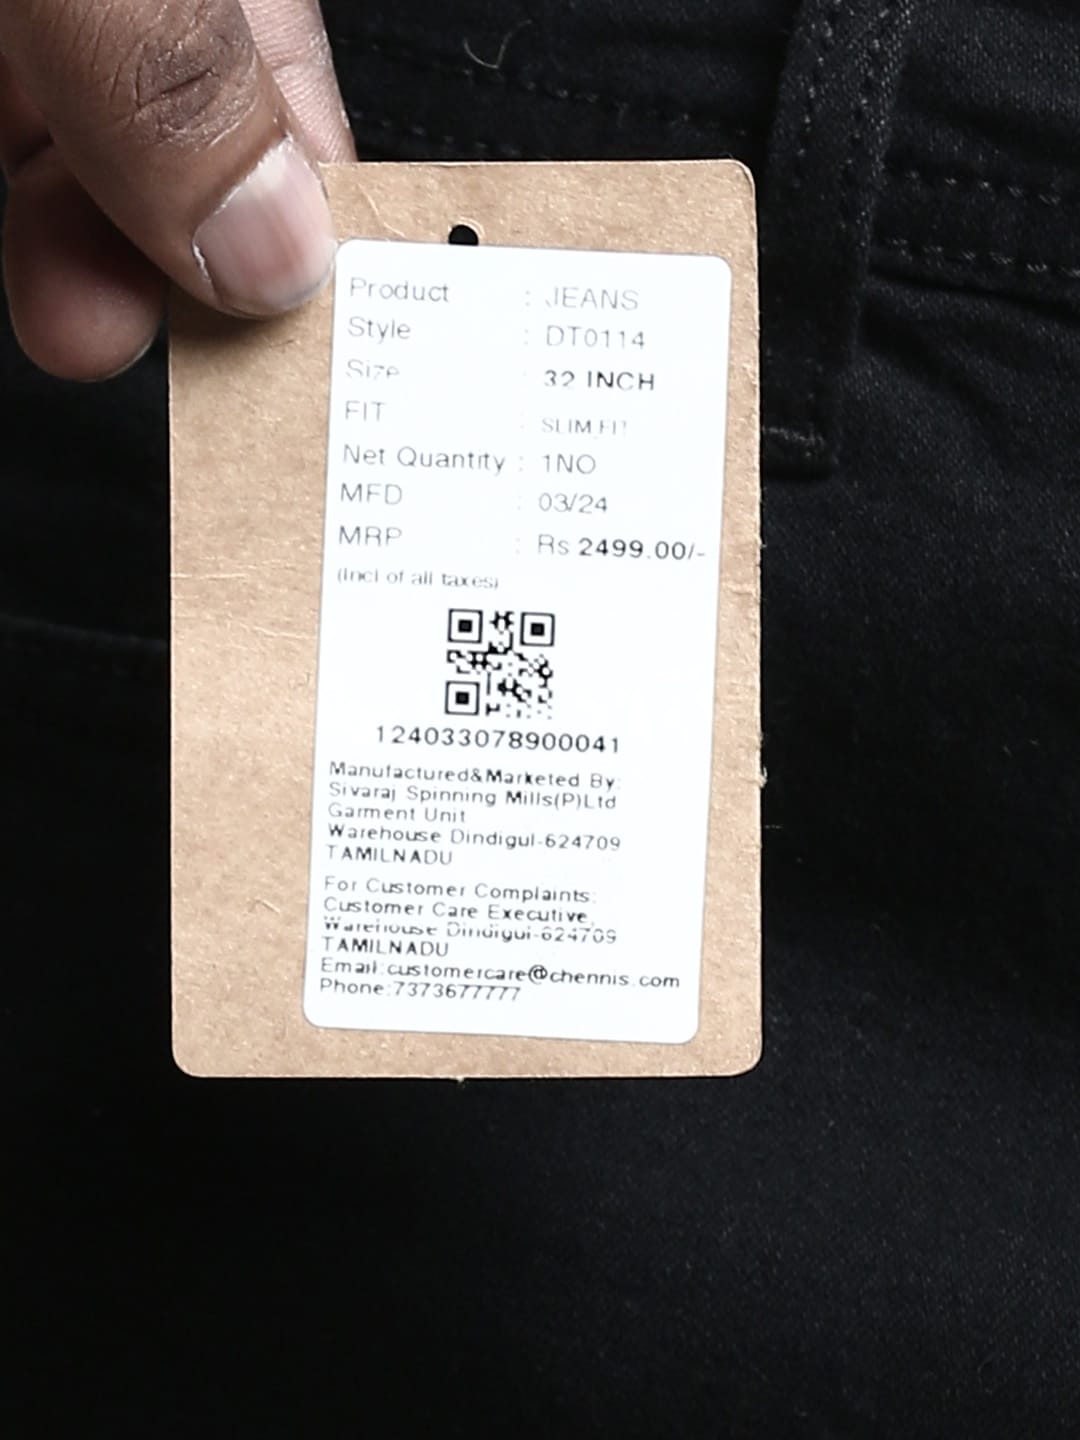 Product : JEANS
Style : DT0114
Size : 32 INCH
FIT : SLIM FIT
Net Quantity : 1NO
MFD : 03/24
MRP : Rs 2499.00/-
(Incl of all taxes)
124033078900041
Manufactured&Marketed By:
Sivaraj Spinning Mills(P)Ltd
Garment Unit
Warehouse Dindigul-624709
TAMILNADU
For Customer Complaints:
Customer Care Executive,
Warehouse Dindigul-624709
TAMILNADU
Email:customercare@chennis.com
Phone:7373677777